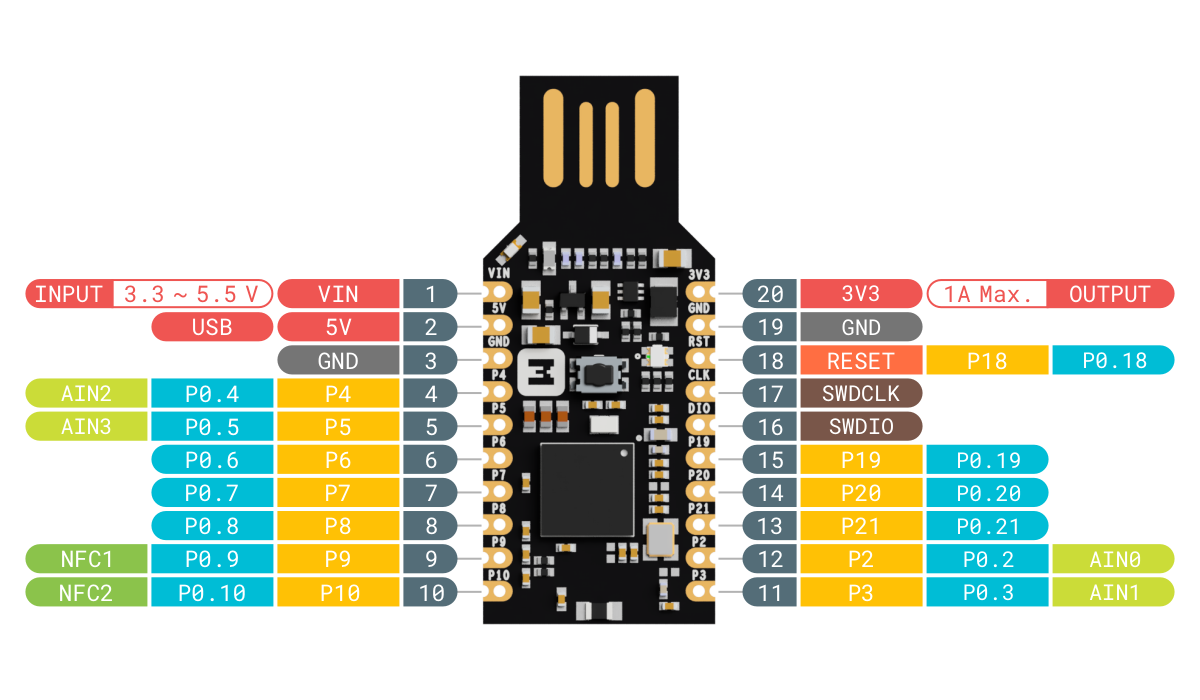 INPUT 3.3 ~ 5.5 V VIN 1 VIN 3V3 20 3V3 1A Max. OUTPUT
USB 5V 2 5V GND 19 GND
GND 3 GND RST 18 RESET P18 P0.18
AIN2 P0.4 P4 4 P4 CLK 17 SWDCLK
AIN3 P0.5 P5 5 P5 DIO 16 SWDIO
P0.6 P6 6 P6 P19 15 P19 P0.19
P0.7 P7 7 P7 P20 14 P20 P0.20
P0.8 P8 8 P8 P21 13 P21 P0.21
NFC1 P0.9 P9 9 P9 P2 12 P2 P0.2 AIN0
NFC2 P0.10 P10 10 P10 P3 11 P3 P0.3 AIN1